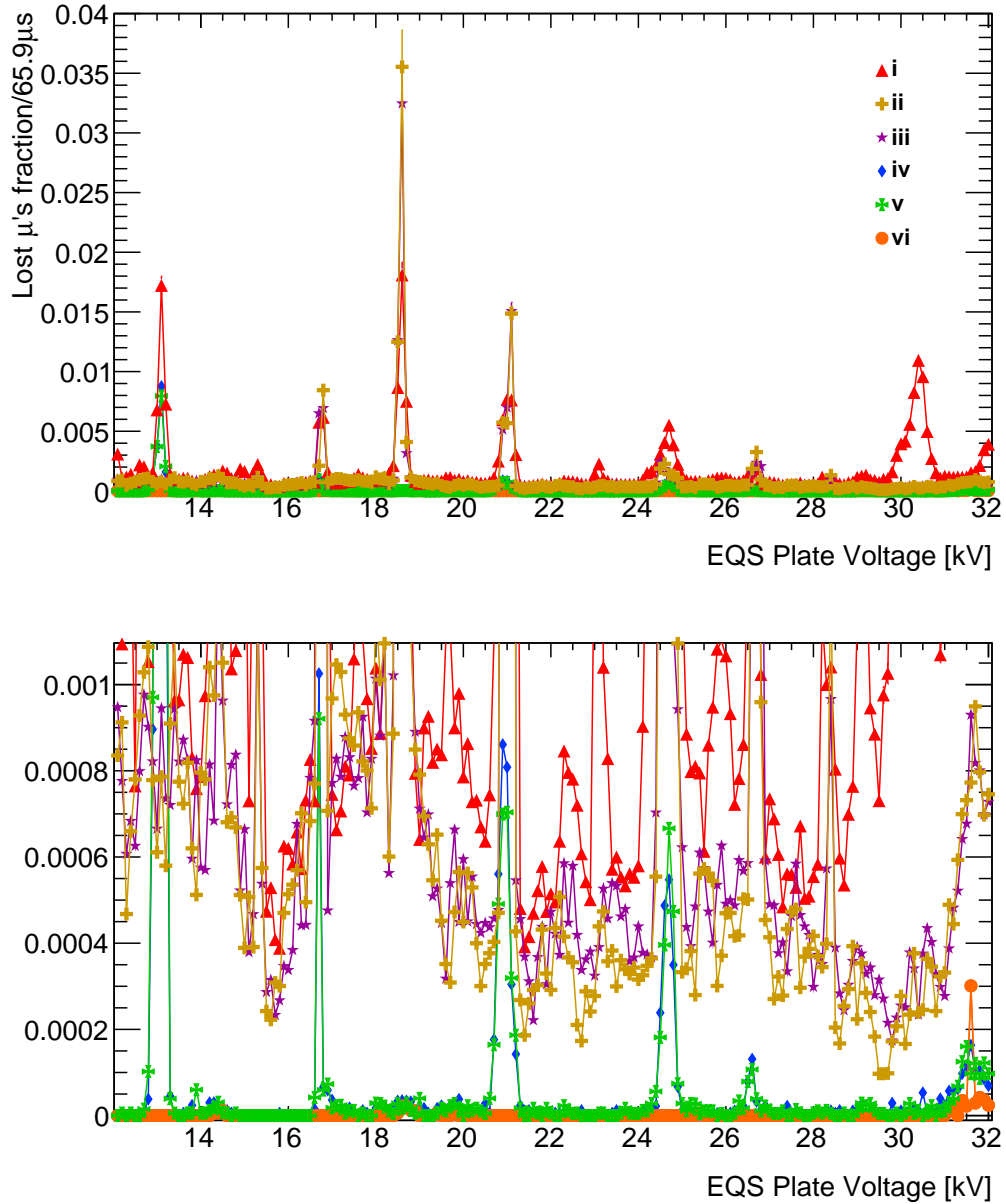 Lost μ's fraction/65.9μs
0.04
0.035
0.03
0.025
0.02
0.015
0.01
0.005
0
i
ii
iii
iv
v
vi
14 16 18 20 22 24 26 28 30 32
EQS Plate Voltage [kV]
0.001
0.0008
0.0006
0.0004
0.0002
0
14 16 18 20 22 24 26 28 30 32
EQS Plate Voltage [kV]